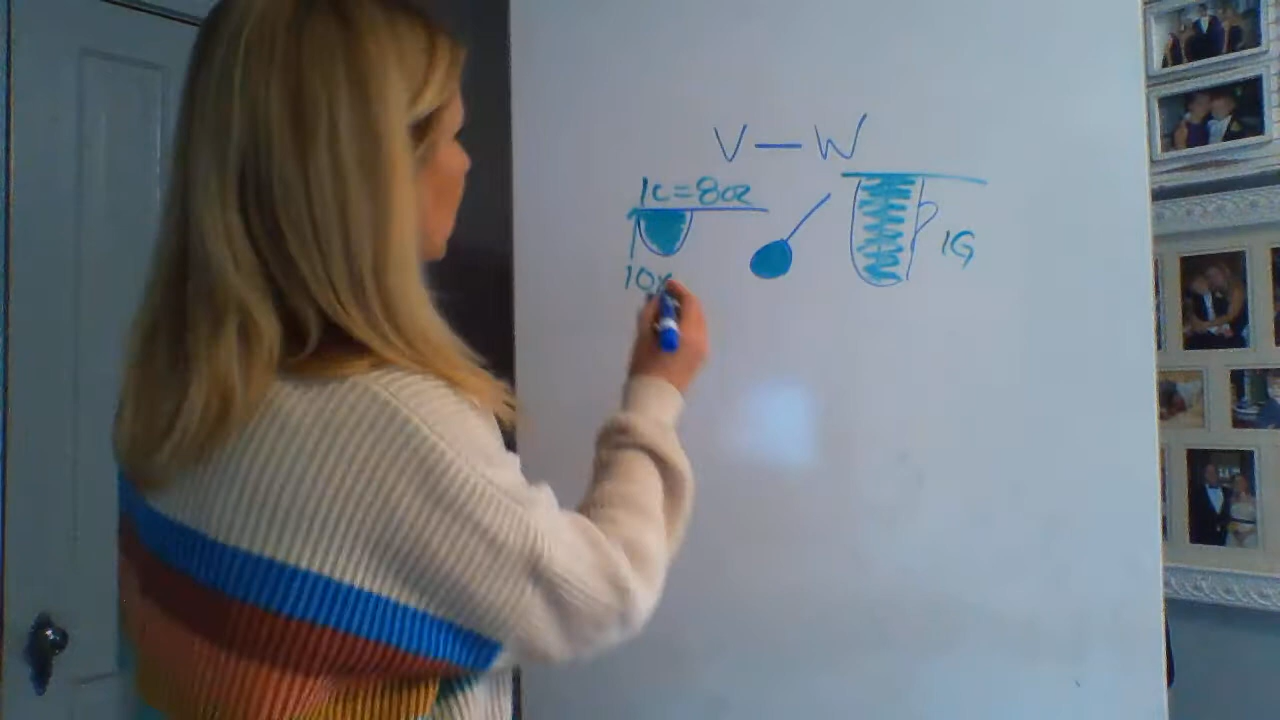 V — W
1c = 8oz
1G